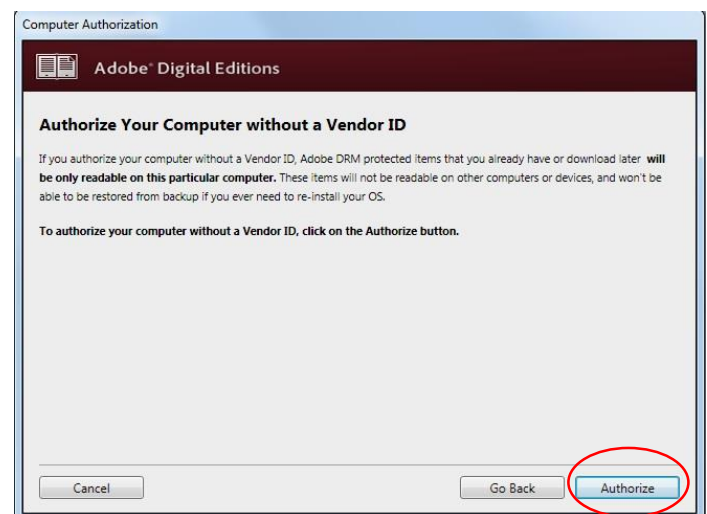 Computer Authorization
Adobe® Digital Editions
Authorize Your Computer without a Vendor ID
If you authorize your computer without a Vendor ID, Adobe DRM protected items that you already have or download later will
be only readable on this particular computer. These items will not be readable on other computers or devices, and won't be
able to be restored from backup if you ever need to re-install your OS.
To authorize your computer without a Vendor ID, click on the Authorize button.
Cancel Go Back Authorize